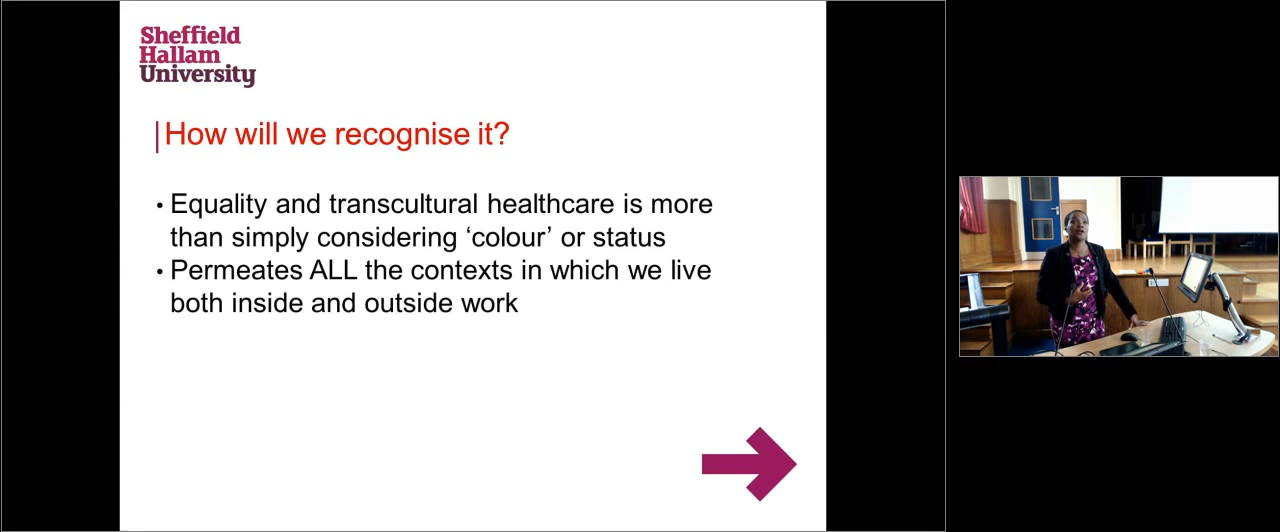 Sheffield
Hallam
University
How will we recognise it?
• Equality and transcultural healthcare is more
than simply considering ‘colour’ or status
• Permeates ALL the contexts in which we live
both inside and outside work